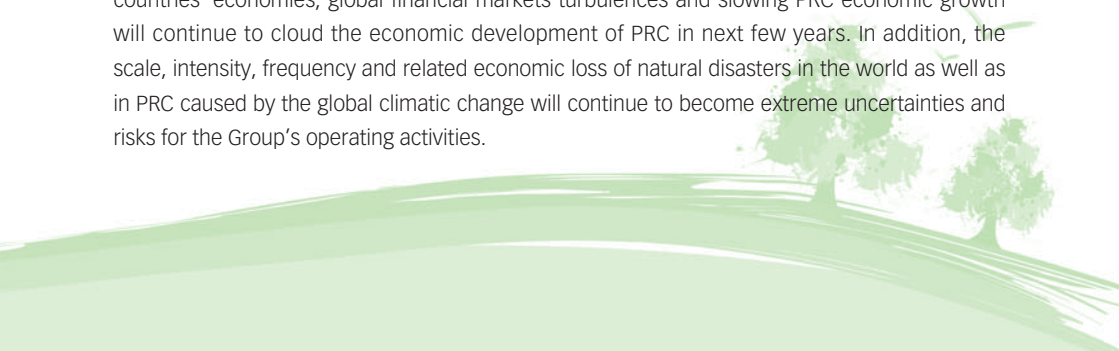 countries' economies, global financial markets turbulences and slowing PRC economic growth
will continue to cloud the economic development of PRC in next few years. In addition, the
scale, intensity, frequency and related economic loss of natural disasters in the world as well as
in PRC caused by the global climatic change will continue to become extreme uncertainties and
risks for the Group's operating activities.